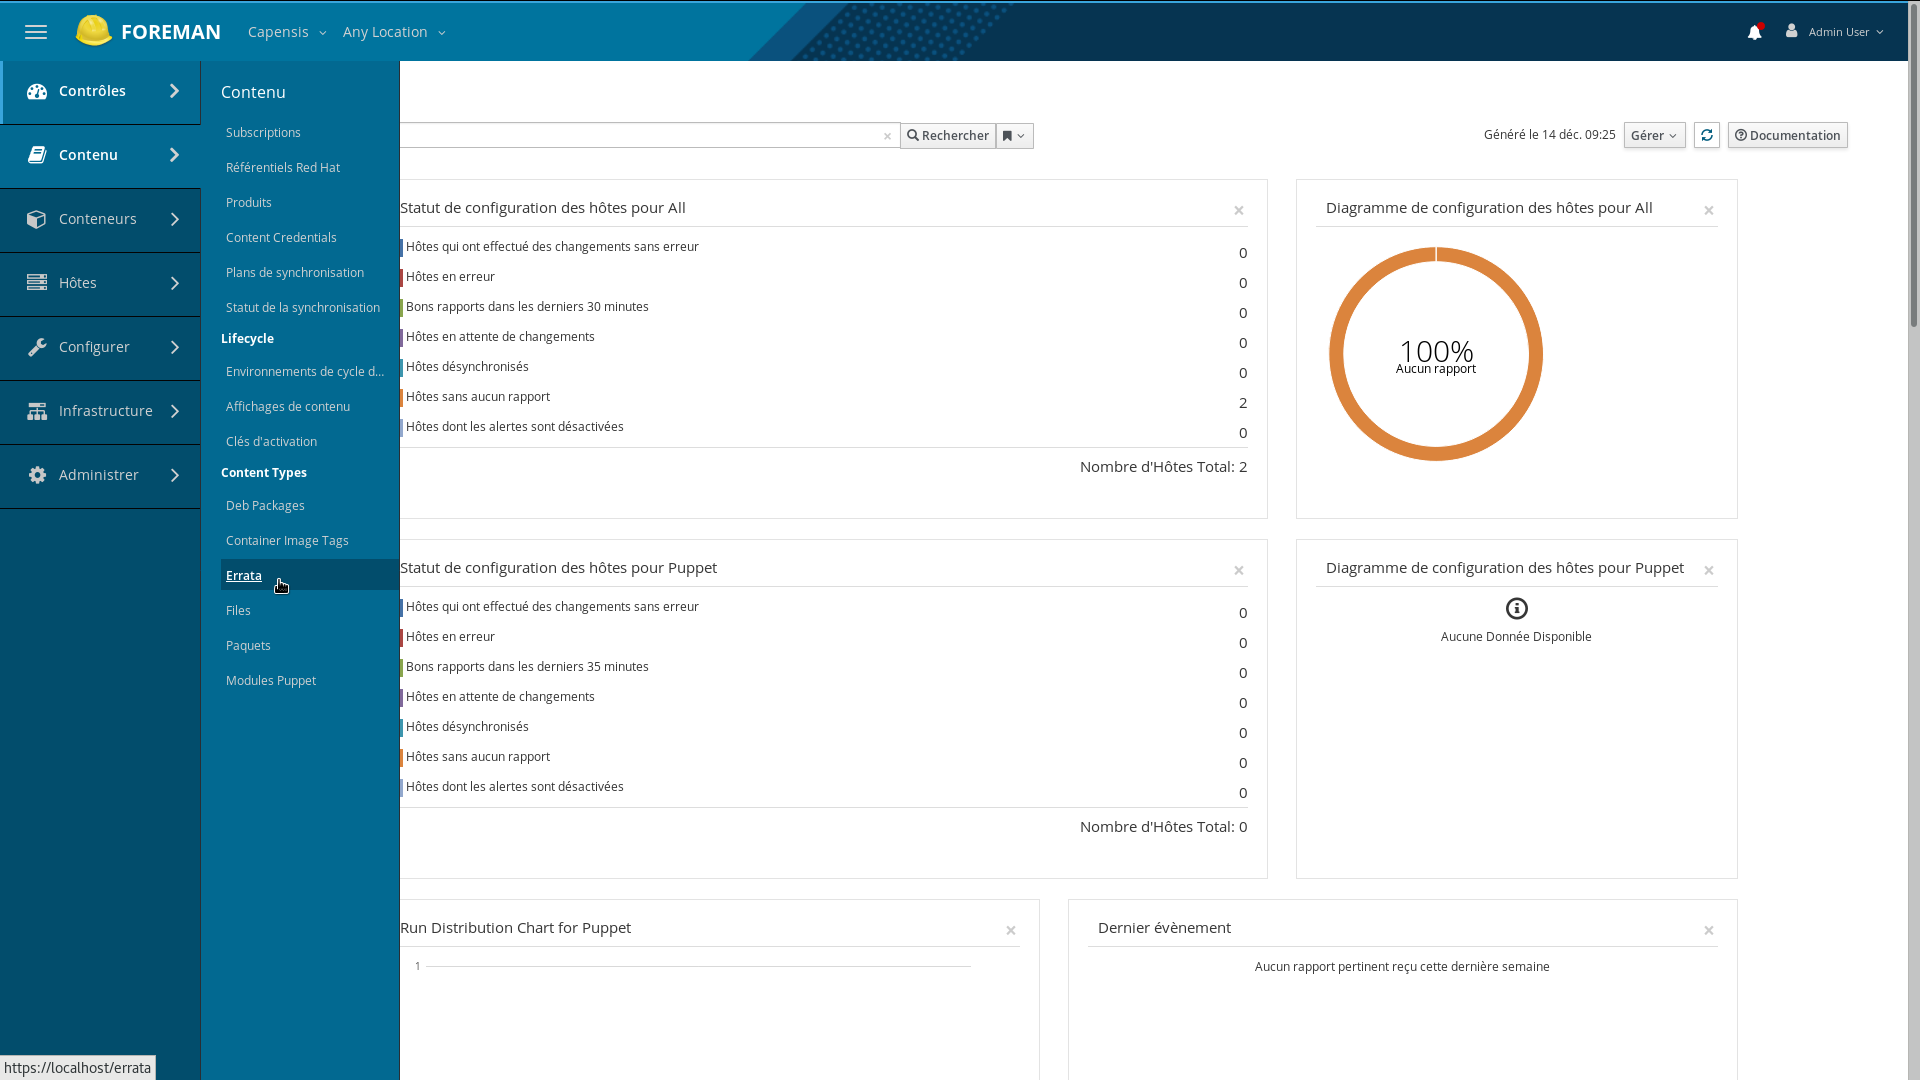 FOREMAN Capensis Any Location Admin User
Contrôles
Contenu
Conteneurs
Hôtes
Configurer
Infrastructure
Administrer
Contenu
Subscriptions
Référentiels Red Hat
Produits
Content Credentials
Plans de synchronisation
Statut de la synchronisation
Lifecycle
Environnements de cycle d...
Affichages de contenu
Clés d'activation
Content Types
Deb Packages
Container Image Tags
Errata
Files
Paquets
Modules Puppet
Rechercher
Généré le 14 déc. 09:25 Gérer Documentation
Statut de configuration des hôtes pour All
Hôtes qui ont effectué des changements sans erreur 0
Hôtes en erreur 0
Bons rapports dans les derniers 30 minutes 0
Hôtes en attente de changements 0
Hôtes désynchronisés 0
Hôtes sans aucun rapport 2
Hôtes dont les alertes sont désactivées 0
Nombre d'Hôtes Total: 2
Diagramme de configuration des hôtes pour All
100%
Aucun rapport
Statut de configuration des hôtes pour Puppet
Hôtes qui ont effectué des changements sans erreur 0
Hôtes en erreur 0
Bons rapports dans les derniers 35 minutes 0
Hôtes en attente de changements 0
Hôtes désynchronisés 0
Hôtes sans aucun rapport 0
Hôtes dont les alertes sont désactivées 0
Nombre d'Hôtes Total: 0
Diagramme de configuration des hôtes pour Puppet
Aucune Donnée Disponible
Run Distribution Chart for Puppet
1
Dernier évènement
Aucun rapport pertinent reçu cette dernière semaine
https://localhost/errata